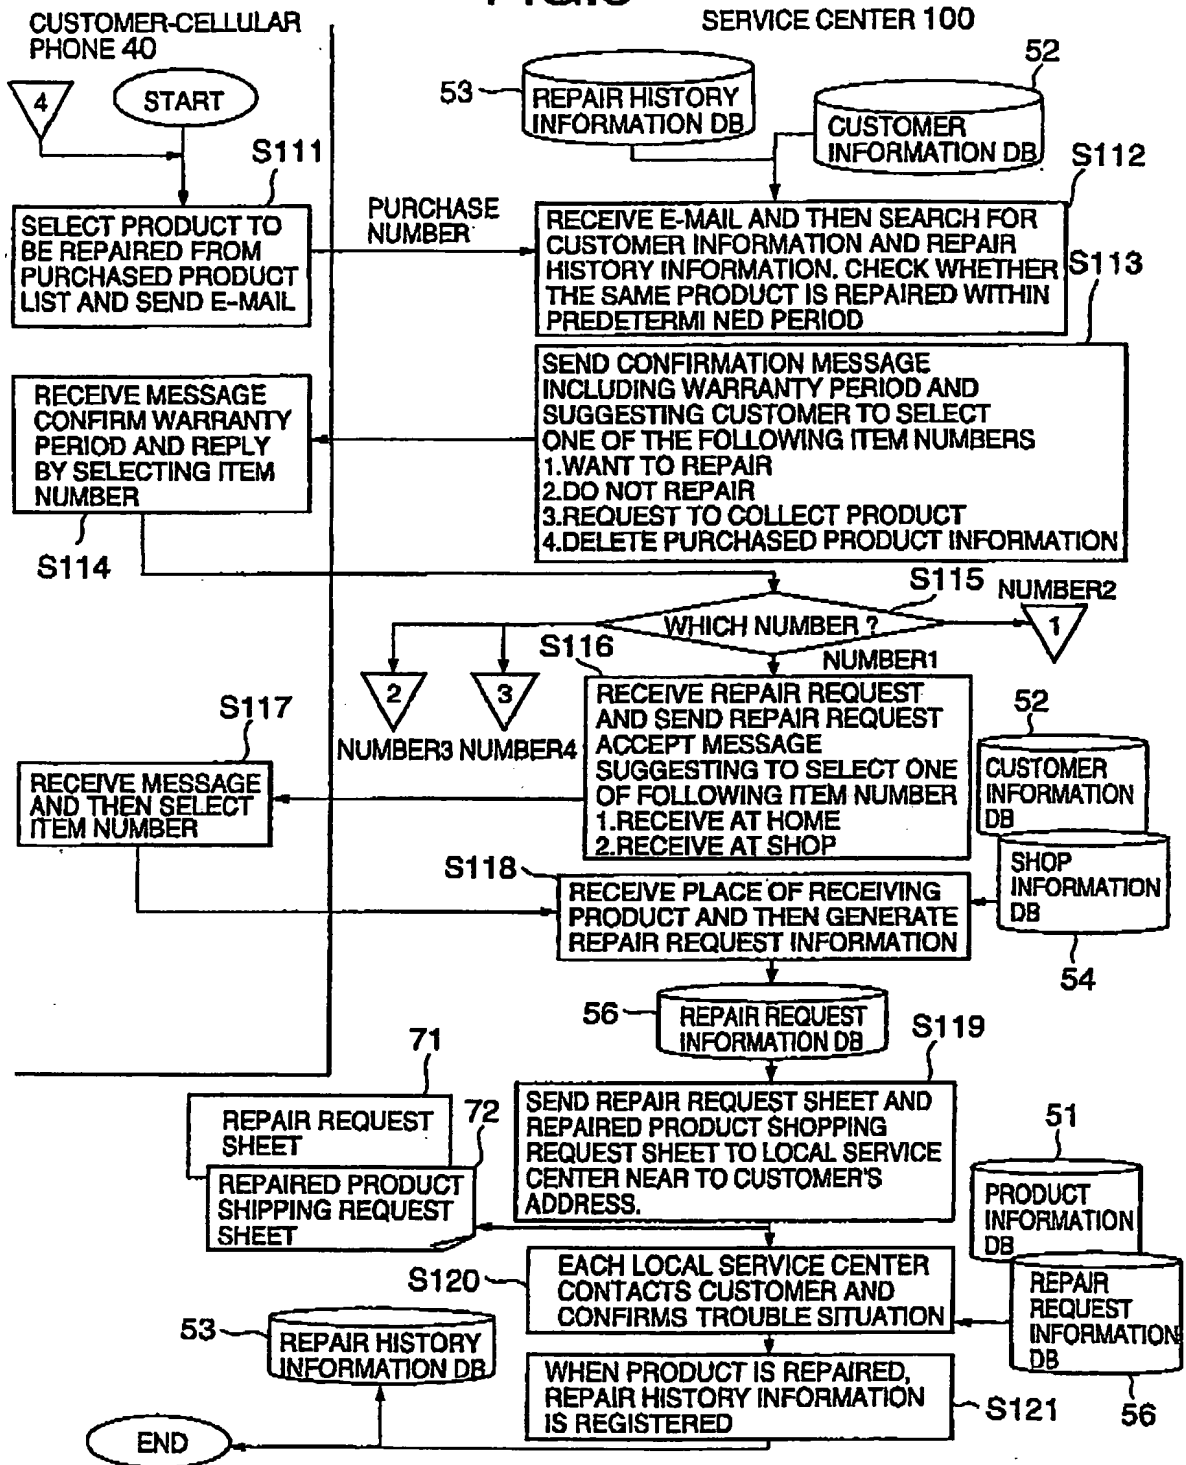 CUSTOMER-CELLULAR
PHONE 40
SERVICE CENTER 100
4
START
53
REPAIR HISTORY
INFORMATION DB
52
CUSTOMER
INFORMATION DB
S111
SELECT PRODUCT TO
BE REPAIRED FROM
PURCHASED PRODUCT
LIST AND SEND E-MAIL
PURCHASE
NUMBER
S112
RECEIVE E-MAIL AND THEN SEARCH FOR
CUSTOMER INFORMATION AND REPAIR
HISTORY INFORMATION. CHECK WHETHER
THE SAME PRODUCT IS REPAIRED WITHIN
PREDETERMI NED PERIOD
S113
SEND CONFIRMATION MESSAGE
INCLUDING WARRANTY PERIOD AND
SUGGESTING CUSTOMER TO SELECT
ONE OF THE FOLLOWING ITEM NUMBERS
1.WANT TO REPAIR
2.DO NOT REPAIR
3.REQUEST TO COLLECT PRODUCT
4.DELETE PURCHASED PRODUCT INFORMATION
RECEIVE MESSAGE
CONFIRM WARRANTY
PERIOD AND REPLY
BY SELECTING ITEM
NUMBER
S114
S115
WHICH NUMBER ?
NUMBER2
1
2
NUMBER3
3
NUMBER4
NUMBER1
S116
RECEIVE REPAIR REQUEST
AND SEND REPAIR REQUEST
ACCEPT MESSAGE
SUGGESTING TO SELECT ONE
OF FOLLOWING ITEM NUMBER
1.RECEIVE AT HOME
2.RECEIVE AT SHOP
S117
RECEIVE MESSAGE
AND THEN SELECT
ITEM NUMBER
52
CUSTOMER
INFORMATION
DB
SHOP
INFORMATION
DB
54
S118
RECEIVE PLACE OF RECEIVING
PRODUCT AND THEN GENERATE
REPAIR REQUEST INFORMATION
56
REPAIR REQUEST
INFORMATION DB
S119
SEND REPAIR REQUEST SHEET AND
REPAIRED PRODUCT SHOPPING
REQUEST SHEET TO LOCAL SERVICE
CENTER NEAR TO CUSTOMER'S
ADDRESS.
71
REPAIR REQUEST
SHEET
72
REPAIRED PRODUCT
SHIPPING REQUEST
SHEET
51
PRODUCT
INFORMATION
DB
REPAIR
REQUEST
INFORMATION
DB
56
S120
EACH LOCAL SERVICE CENTER
CONTACTS CUSTOMER AND
CONFIRMS TROUBLE SITUATION
53
REPAIR HISTORY
INFORMATION DB
WHEN PRODUCT IS REPAIRED,
REPAIR HISTORY INFORMATION
IS REGISTERED
S121
END